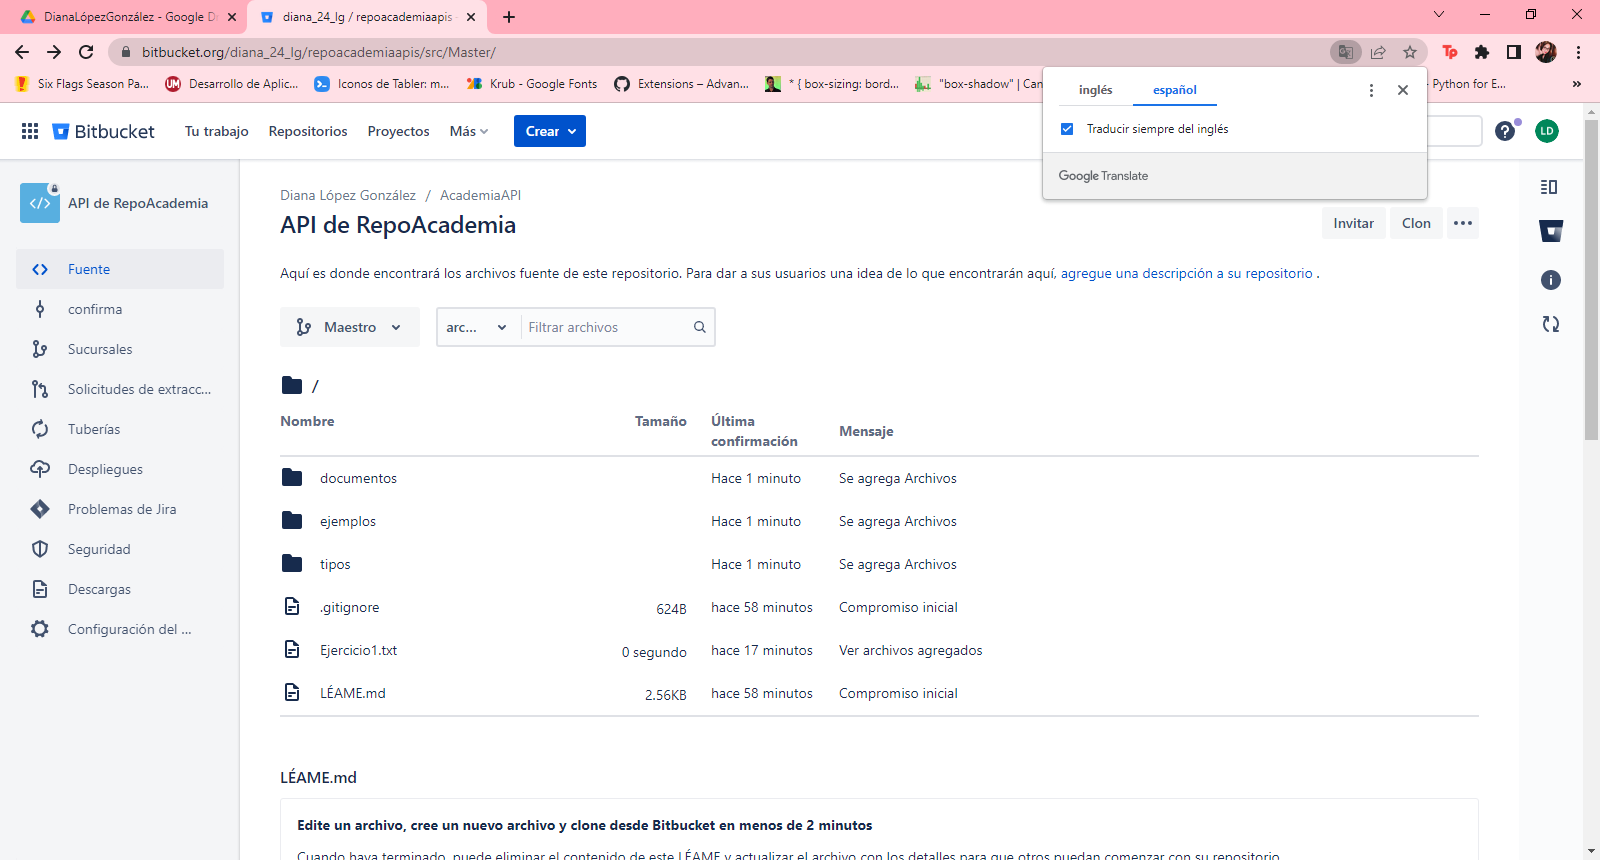 DianaLópezGonzález - Google D
diana_24_lg / repoacademiaapis
bitbucket.org/diana_24_lg/repoacademiaapis/src/Master/
Six Flags Season Pa...
Desarrollo de Aplic...
Iconos de Tabler: m...
Krub - Google Fonts
Extensions – Advan...
* { box-sizing: bord...
"box-shadow" | Can
Python for E...
»
inglés
español
Traducir siempre del inglés
Google Translate
Bitbucket
Tu trabajo
Repositorios
Proyectos
Más
Crear
LD
API de RepoAcademia
Fuente
confirma
Sucursales
Solicitudes de extracc...
Tuberías
Despliegues
Problemas de Jira
Seguridad
Descargas
Configuración del ...
Diana López González / AcademiaAPI
API de RepoAcademia
Invitar
Clon
Aquí es donde encontrará los archivos fuente de este repositorio. Para dar a sus usuarios una idea de lo que encontrarán aquí, agregue una descripción a su repositorio .
Maestro
arc...
Filtrar archivos
/
Nombre Tamaño Última confirmación Mensaje
documentos Hace 1 minuto Se agrega Archivos
ejemplos Hace 1 minuto Se agrega Archivos
tipos Hace 1 minuto Se agrega Archivos
.gitignore 624B hace 58 minutos Compromiso inicial
Ejercicio1.txt 0 segundo hace 17 minutos Ver archivos agregados
LÉAME.md 2.56KB hace 58 minutos Compromiso inicial
LÉAME.md
Edite un archivo, cree un nuevo archivo y clone desde Bitbucket en menos de 2 minutos
Cuando haya terminado, puede eliminar el contenido de este LÉAME y actualizar el archivo con los detalles para que otros puedan comenzar con su repositorio.